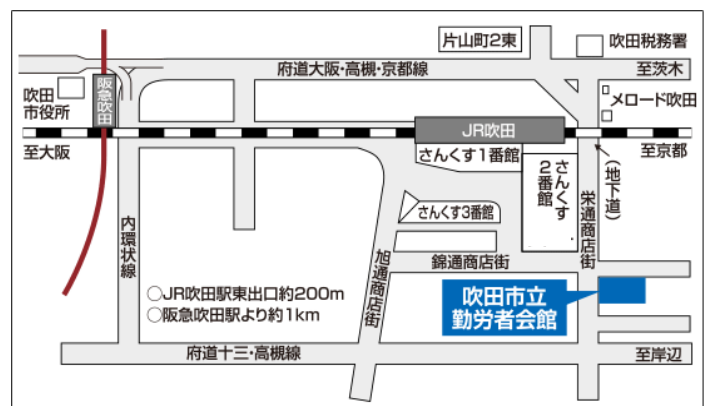 片山町2東
吹田税務署
府道大阪・高槻・京都線
至茨木
吹田
市役所
阪急吹田
メロード吹田
JR吹田
至大阪
さんくす1番館
至京都
(地下道)
さんくす
2番館
さんくす3番館
内環状線
旭通商店街
栄通商店街
錦通商店街
○JR吹田駅東出口約200m
○阪急吹田駅より約1km
吹田市立
勤労者会館
府道十三・高槻線
至岸辺